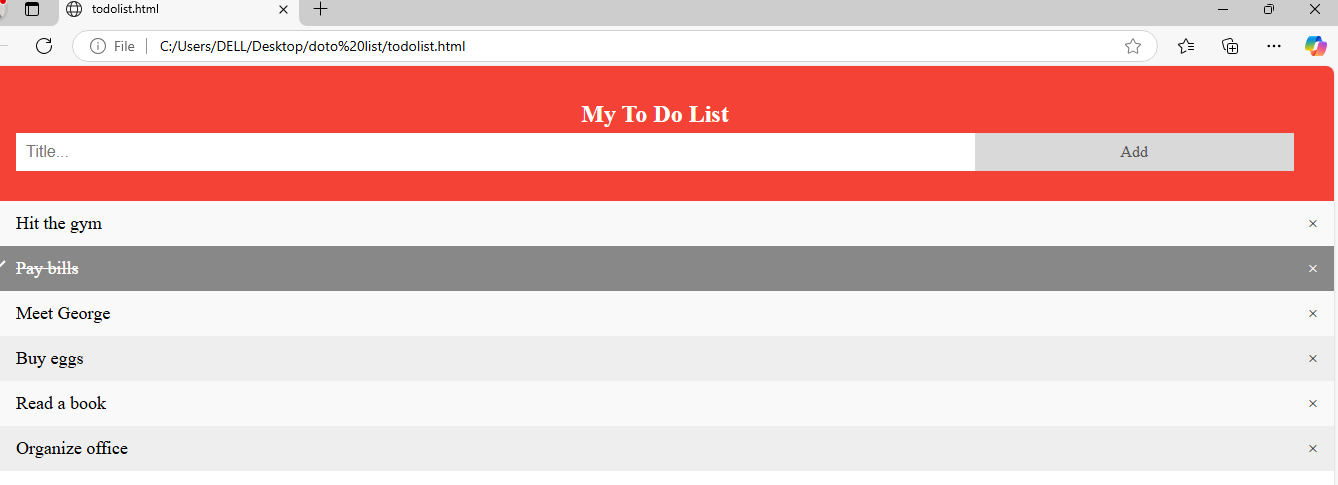 todolist.html
File C:/Users/DELL/Desktop/doto%20list/todolist.html
My To Do List
Title... Add
Hit the gym ×
Pay bills ×
Meet George ×
Buy eggs ×
Read a book ×
Organize office ×